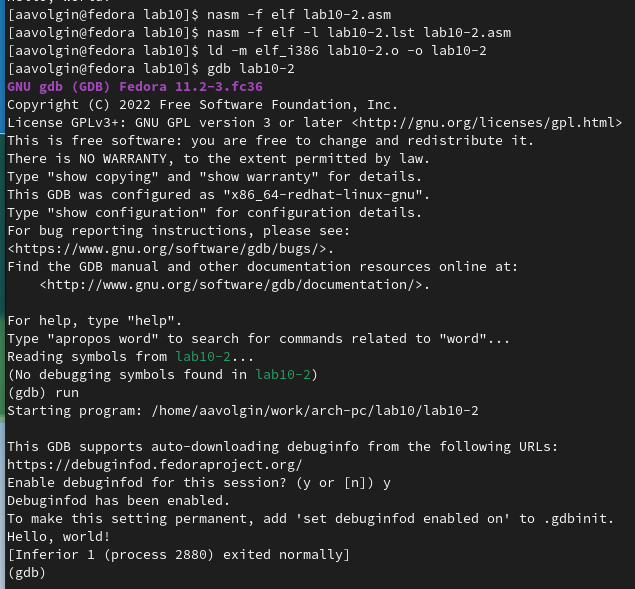 [aavolgin@fedora lab10]$ nasm -f elf lab10-2.asm
[aavolgin@fedora lab10]$ nasm -f elf -l lab10-2.lst lab10-2.asm
[aavolgin@fedora lab10]$ ld -m elf_i386 lab10-2.o -o lab10-2
[aavolgin@fedora lab10]$ gdb lab10-2
GNU gdb (GDB) Fedora 11.2-3.fc36
Copyright (C) 2022 Free Software Foundation, Inc.
License GPLv3+: GNU GPL version 3 or later <http://gnu.org/licenses/gpl.html>
This is free software: you are free to change and redistribute it.
There is NO WARRANTY, to the extent permitted by law.
Type "show copying" and "show warranty" for details.
This GDB was configured as "x86_64-redhat-linux-gnu".
Type "show configuration" for configuration details.
For bug reporting instructions, please see:
<https://www.gnu.org/software/gdb/bugs/>.
Find the GDB manual and other documentation resources online at:
    <http://www.gnu.org/software/gdb/documentation/>.

For help, type "help".
Type "apropos word" to search for commands related to "word"...
Reading symbols from lab10-2...
(No debugging symbols found in lab10-2)
(gdb) run
Starting program: /home/aavolgin/work/arch-pc/lab10/lab10-2

This GDB supports auto-downloading debuginfo from the following URLs:
https://debuginfod.fedoraproject.org/
Enable debuginfod for this session? (y or [n]) y
Debuginfod has been enabled.
To make this setting permanent, add 'set debuginfod enabled on' to .gdbinit.
Hello, world!
[Inferior 1 (process 2880) exited normally]
(gdb)